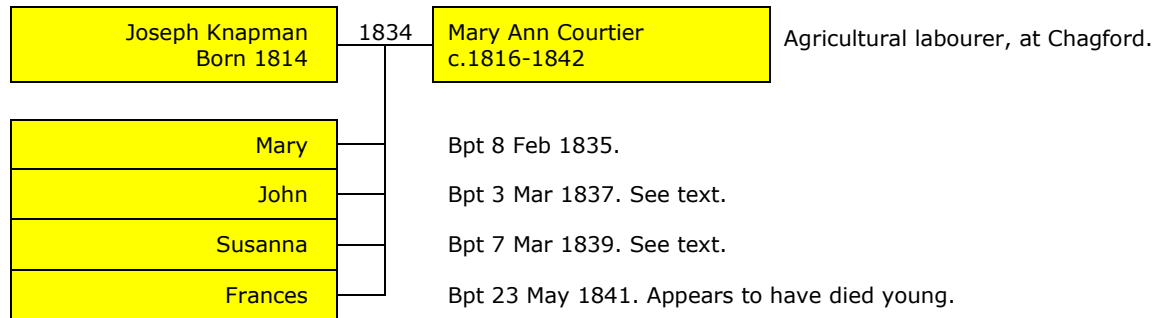 Joseph Knapman
Born 1814
1834
Mary Ann Courtier
c.1816-1842
Agricultural labourer, at Chagford.
Mary
Bpt 8 Feb 1835.
John
Bpt 3 Mar 1837. See text.
Susanna
Bpt 7 Mar 1839. See text.
Frances
Bpt 23 May 1841. Appears to have died young.